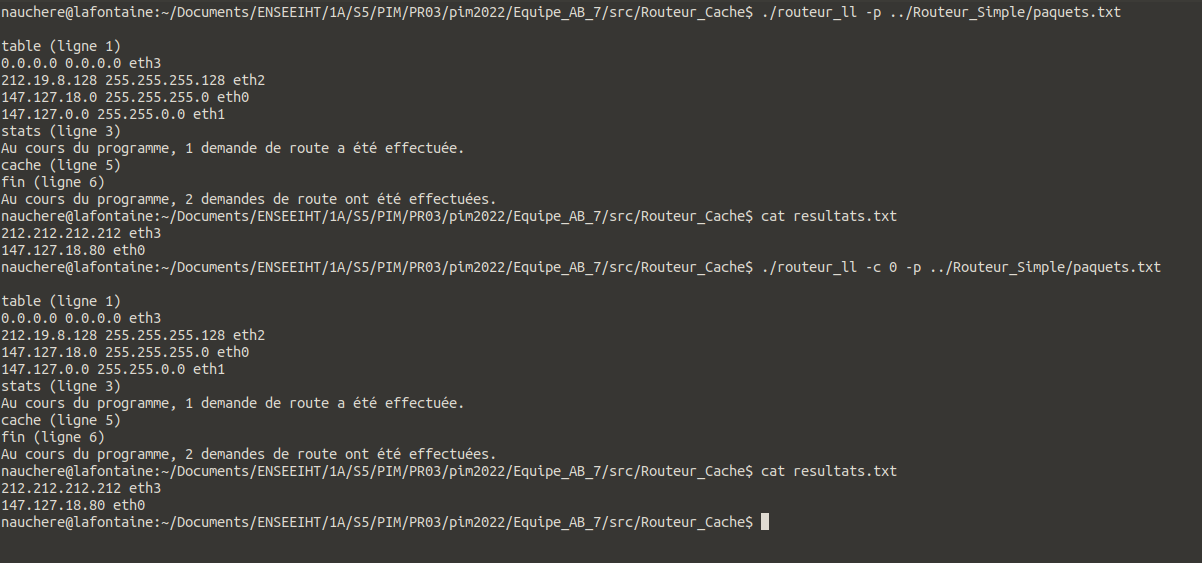 nauchere@lafontaine:~/Documents/ENSEEIHT/1A/S5/PIM/PR03/pim2022/Equipe_AB_7/src/Routeur_Cache$ ./routeur_ll -p ../Routeur_Simple/paquets.txt
table (ligne 1)
0.0.0.0 0.0.0.0 eth3
212.19.8.128 255.255.255.128 eth2
147.127.18.0 255.255.255.0 eth0
147.127.0.0 255.255.0.0 eth1
stats (ligne 3)
Au cours du programme, 1 demande de route a été effectuée.
cache (ligne 5)
fin (ligne 6)
Au cours du programme, 2 demandes de route ont été effectuées.
nauchere@lafontaine:~/Documents/ENSEEIHT/1A/S5/PIM/PR03/pim2022/Equipe_AB_7/src/Routeur_Cache$ cat resultats.txt
212.212.212.212 eth3
147.127.18.80 eth0
nauchere@lafontaine:~/Documents/ENSEEIHT/1A/S5/PIM/PR03/pim2022/Equipe_AB_7/src/Routeur_Cache$ ./routeur_ll -c 0 -p ../Routeur_Simple/paquets.txt
table (ligne 1)
0.0.0.0 0.0.0.0 eth3
212.19.8.128 255.255.255.128 eth2
147.127.18.0 255.255.255.0 eth0
147.127.0.0 255.255.0.0 eth1
stats (ligne 3)
Au cours du programme, 1 demande de route a été effectuée.
cache (ligne 5)
fin (ligne 6)
Au cours du programme, 2 demandes de route ont été effectuées.
nauchere@lafontaine:~/Documents/ENSEEIHT/1A/S5/PIM/PR03/pim2022/Equipe_AB_7/src/Routeur_Cache$ cat resultats.txt
212.212.212.212 eth3
147.127.18.80 eth0
nauchere@lafontaine:~/Documents/ENSEEIHT/1A/S5/PIM/PR03/pim2022/Equipe_AB_7/src/Routeur_Cache$